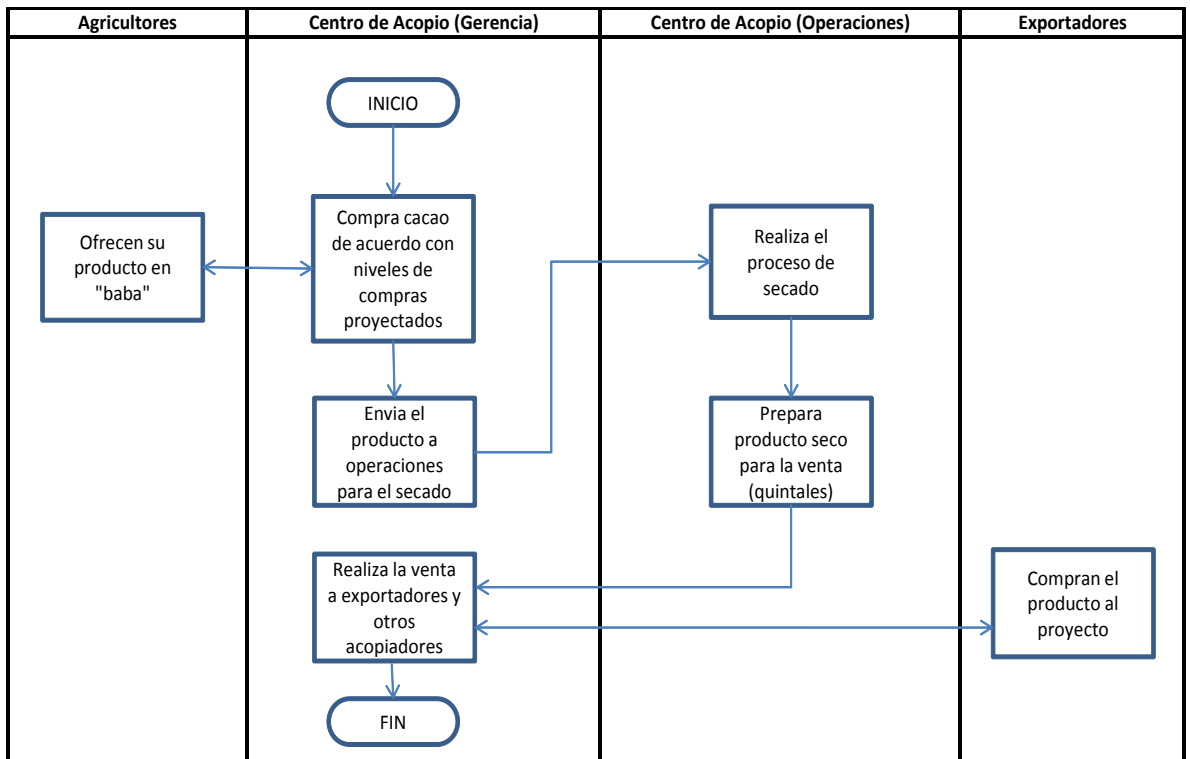 Agricultores
Centro de Acopio (Gerencia)
Centro de Acopio (Operaciones)
Exportadores
INICIO
Ofrecen su
producto en
"baba"
Compra cacao
de acuerdo con
niveles de
compras
proyectados
Realiza el
proceso de
secado
Envia el
producto a
operaciones
para el secado
Prepara
producto seco
para la venta
(quintales)
Realiza la venta
a exportadores y
otros
acopiadores
Compran el
producto al
proyecto
FIN